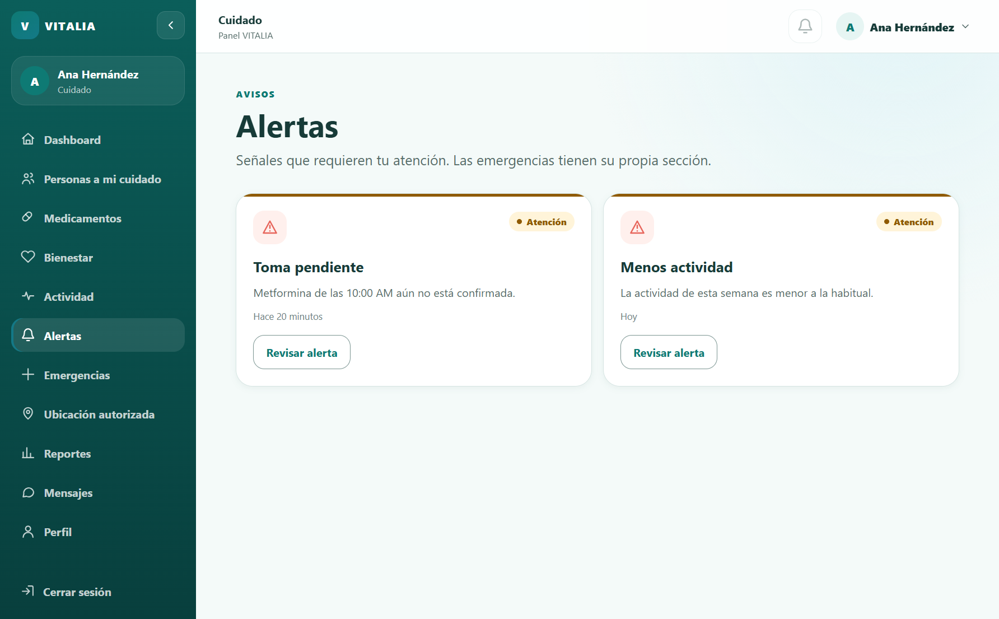 V VITALIA
A
Ana Hernández
Cuidado
Dashboard
Personas a mi cuidado
Medicamentos
Bienestar
Actividad
Alertas
Emergencias
Ubicación autorizada
Reportes
Mensajes
Perfil
Cerrar sesión
Cuidado
Panel VITALIA
A Ana Hernández
AVISOS
Alertas
Señales que requieren tu atención. Las emergencias tienen su propia sección.
Atención
Toma pendiente
Metformina de las 10:00 AM aún no está confirmada.
Hace 20 minutos
Revisar alerta
Atención
Menos actividad
La actividad de esta semana es menor a la habitual.
Hoy
Revisar alerta